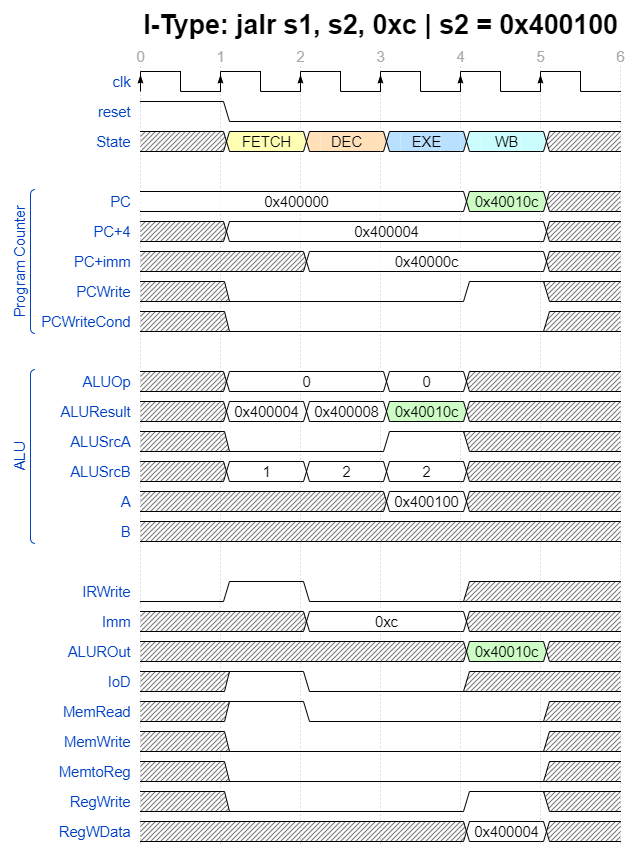 I-Type: jalr s1, s2, 0xc | s2 = 0x400100
0 1 2 3 4 5 6
clk
reset
State FETCH DEC EXE WB
Program Counter
PC 0x400000 0x40010c
PC+4 0x400004
PC+imm 0x40000c
PCWrite
PCWriteCond
ALU
ALUOp 0 0
ALUResult 0x400004 0x400008 0x40010c
ALUSrcA
ALUSrcB 1 2 2
A 0x400100
B
IRWrite
Imm 0xc
ALUROut 0x40010c
IoD
MemRead
MemWrite
MemtoReg
RegWrite
RegWData 0x400004